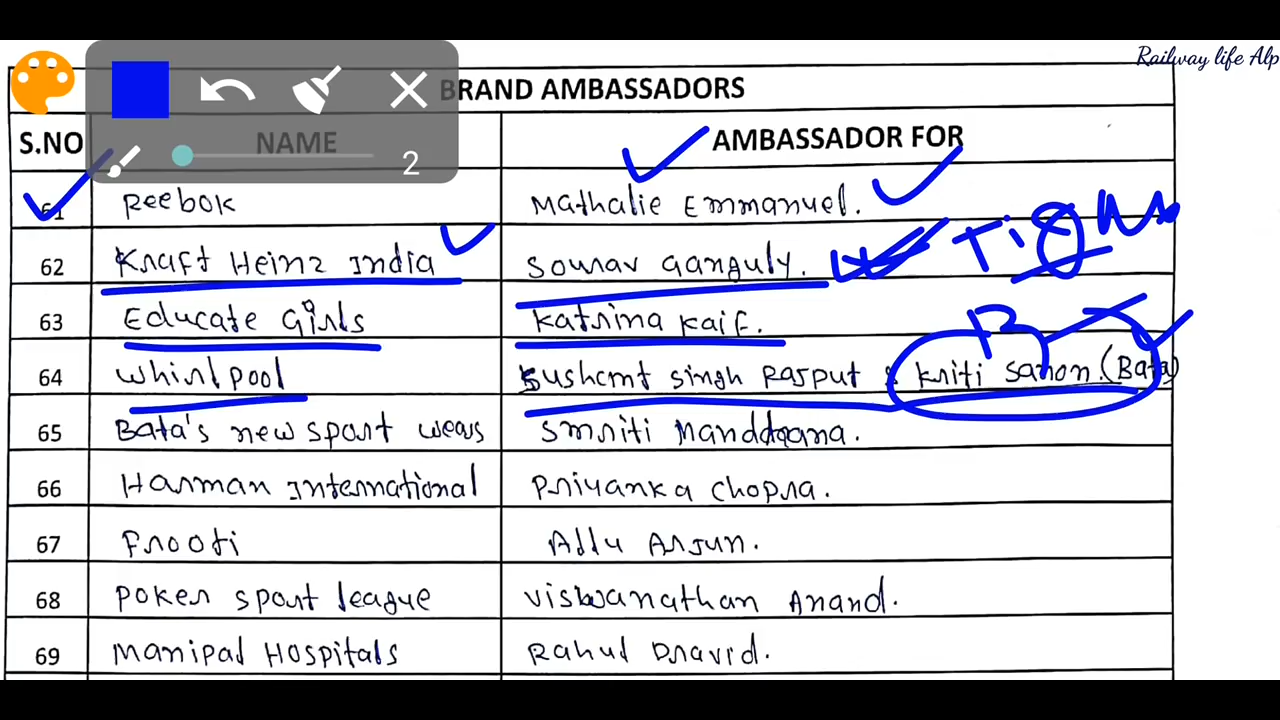 Railway life Alp
BRAND AMBASSADORS
S.NO NAME AMBASSADOR FOR
2
61 Reebok Mathalie Emmanuel.
62 Kraft Heinz India Sourav Ganguly.
63 Educate Girls Katrina Kaif.
64 Whirlpool Sushcmt Singh Rajput & Kriti Sanon. (Bata)
65 Bata's new sport wears Smriti
66 Harman International Priyanka Chopra.
67 Frooti Allu Arjun.
68 Poker sport league Viswanathan Anand.
69 Manipal Hospitals Rahul Dravid.